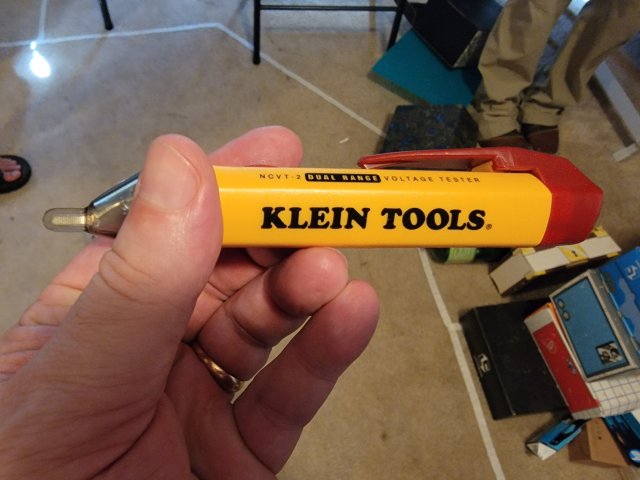 NCVT-2 DUAL RANGE VOLTAGE TESTER
KLEIN TOOLS®